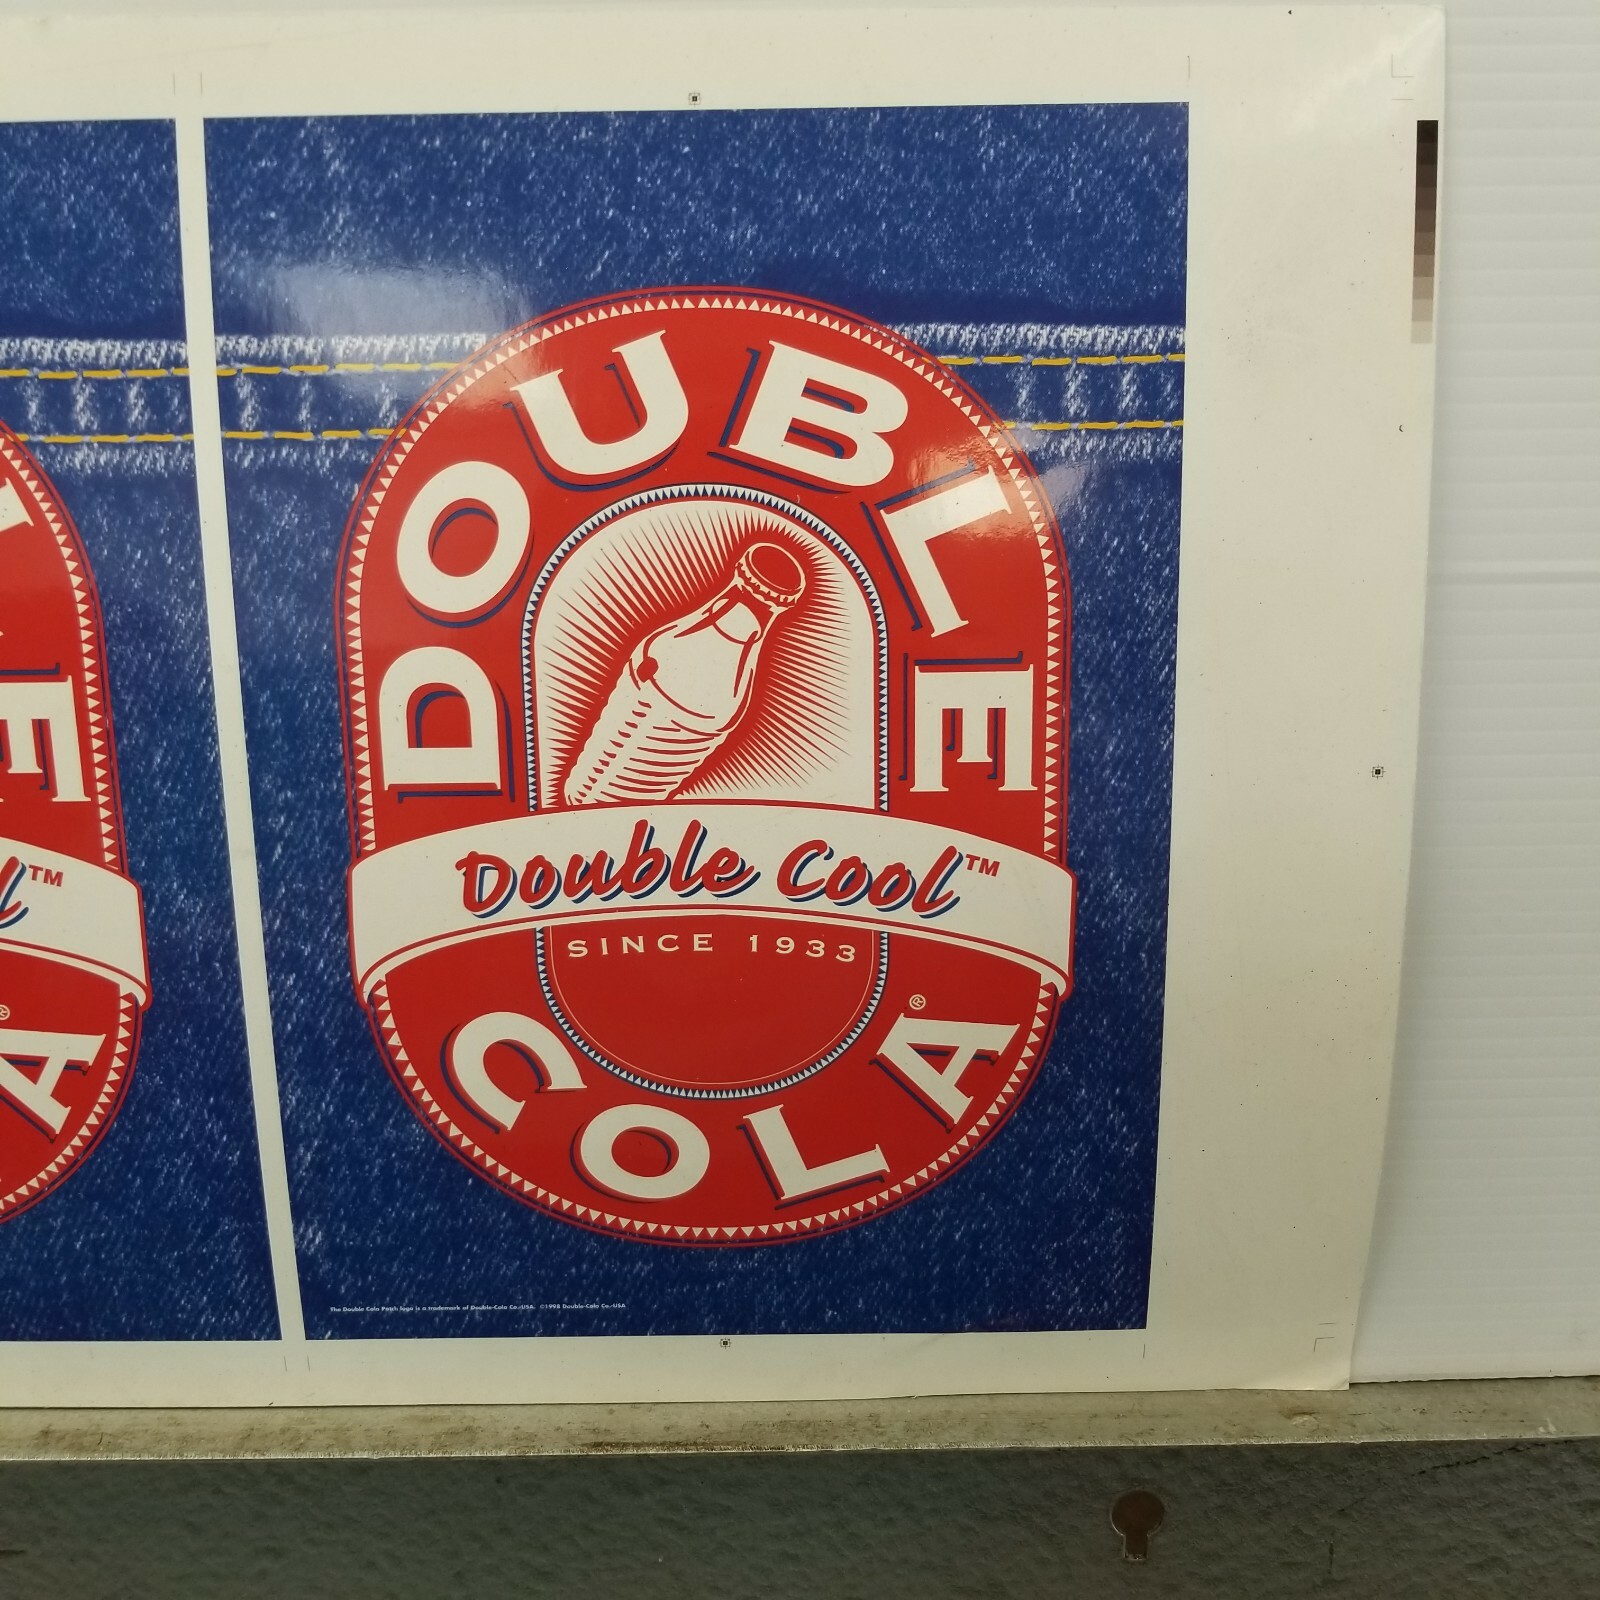 DOUBLE
Double Cool™
SINCE 1933
COLA®
The Double Cola Patch logo is a trademark of Double-Cola Co.-USA. ©1998 Double-Cola Co.-USA
E
l™
A®